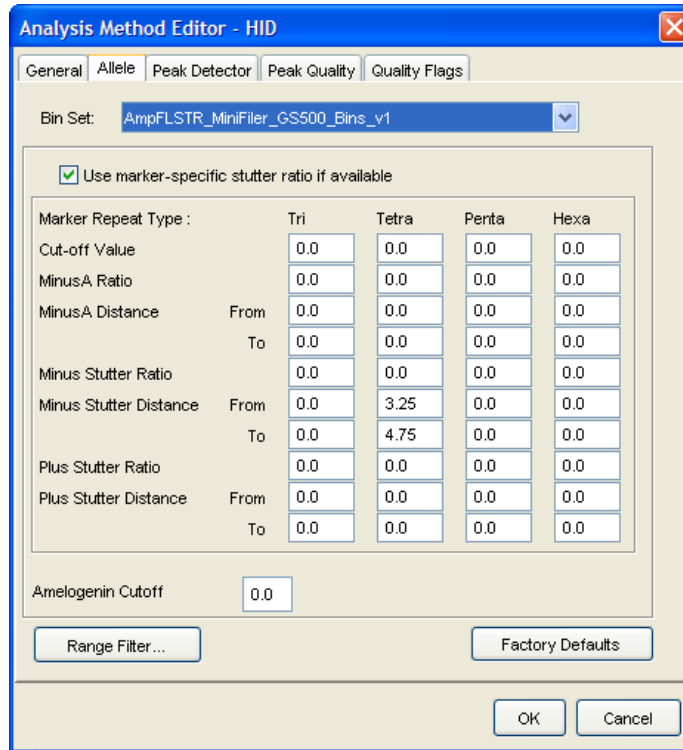 Analysis Method Editor - HID
General Allele Peak Detector Peak Quality Quality Flags
Bin Set: AmpFLSTR_MiniFiler_GS500_Bins_v1
Use marker-specific stutter ratio if available
Marker Repeat Type : Tri Tetra Penta Hexa
Cut-off Value 0.0 0.0 0.0 0.0
MinusA Ratio 0.0 0.0 0.0 0.0
MinusA Distance From 0.0 0.0 0.0 0.0
To 0.0 0.0 0.0 0.0
Minus Stutter Ratio 0.0 0.0 0.0 0.0
Minus Stutter Distance From 0.0 3.25 0.0 0.0
To 0.0 4.75 0.0 0.0
Plus Stutter Ratio 0.0 0.0 0.0 0.0
Plus Stutter Distance From 0.0 0.0 0.0 0.0
To 0.0 0.0 0.0 0.0
Amelogenin Cutoff 0.0
Range Filter... Factory Defaults
OK Cancel